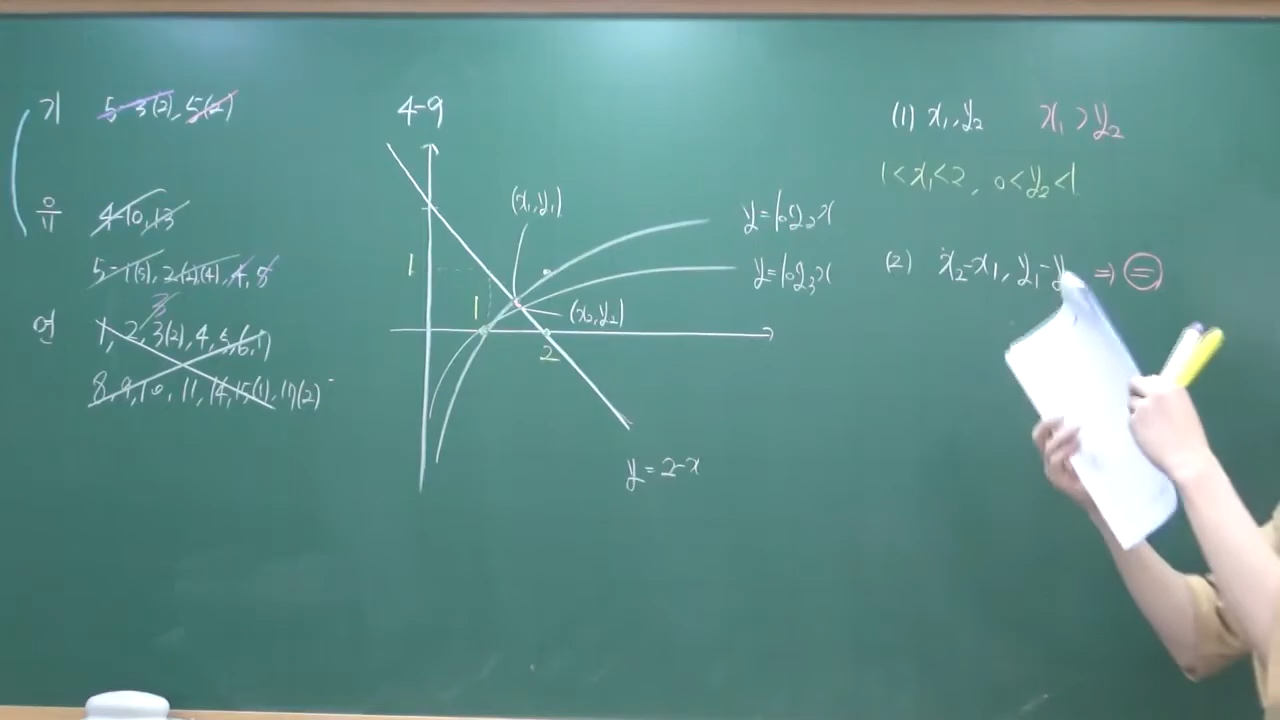 기 5-3(2), 5(2)
유 4-10, 13
5-1(5), 2(2)(4), 4, 5
3
연 1, 2, 3(2), 4, 5, 6, 7
8, 9, 10, 11, 14, 15(1), 17(2)
4-9
(x₁, y₁)
y=log₂x
y=log₃x
1
1
(x₂, y₂)
2
y=2-x
(1) x₁, y₂ x₁>y₂
1<x₁<2, 0<y₂<1
(2) x₂-x₁, y₁-y ⇒ =